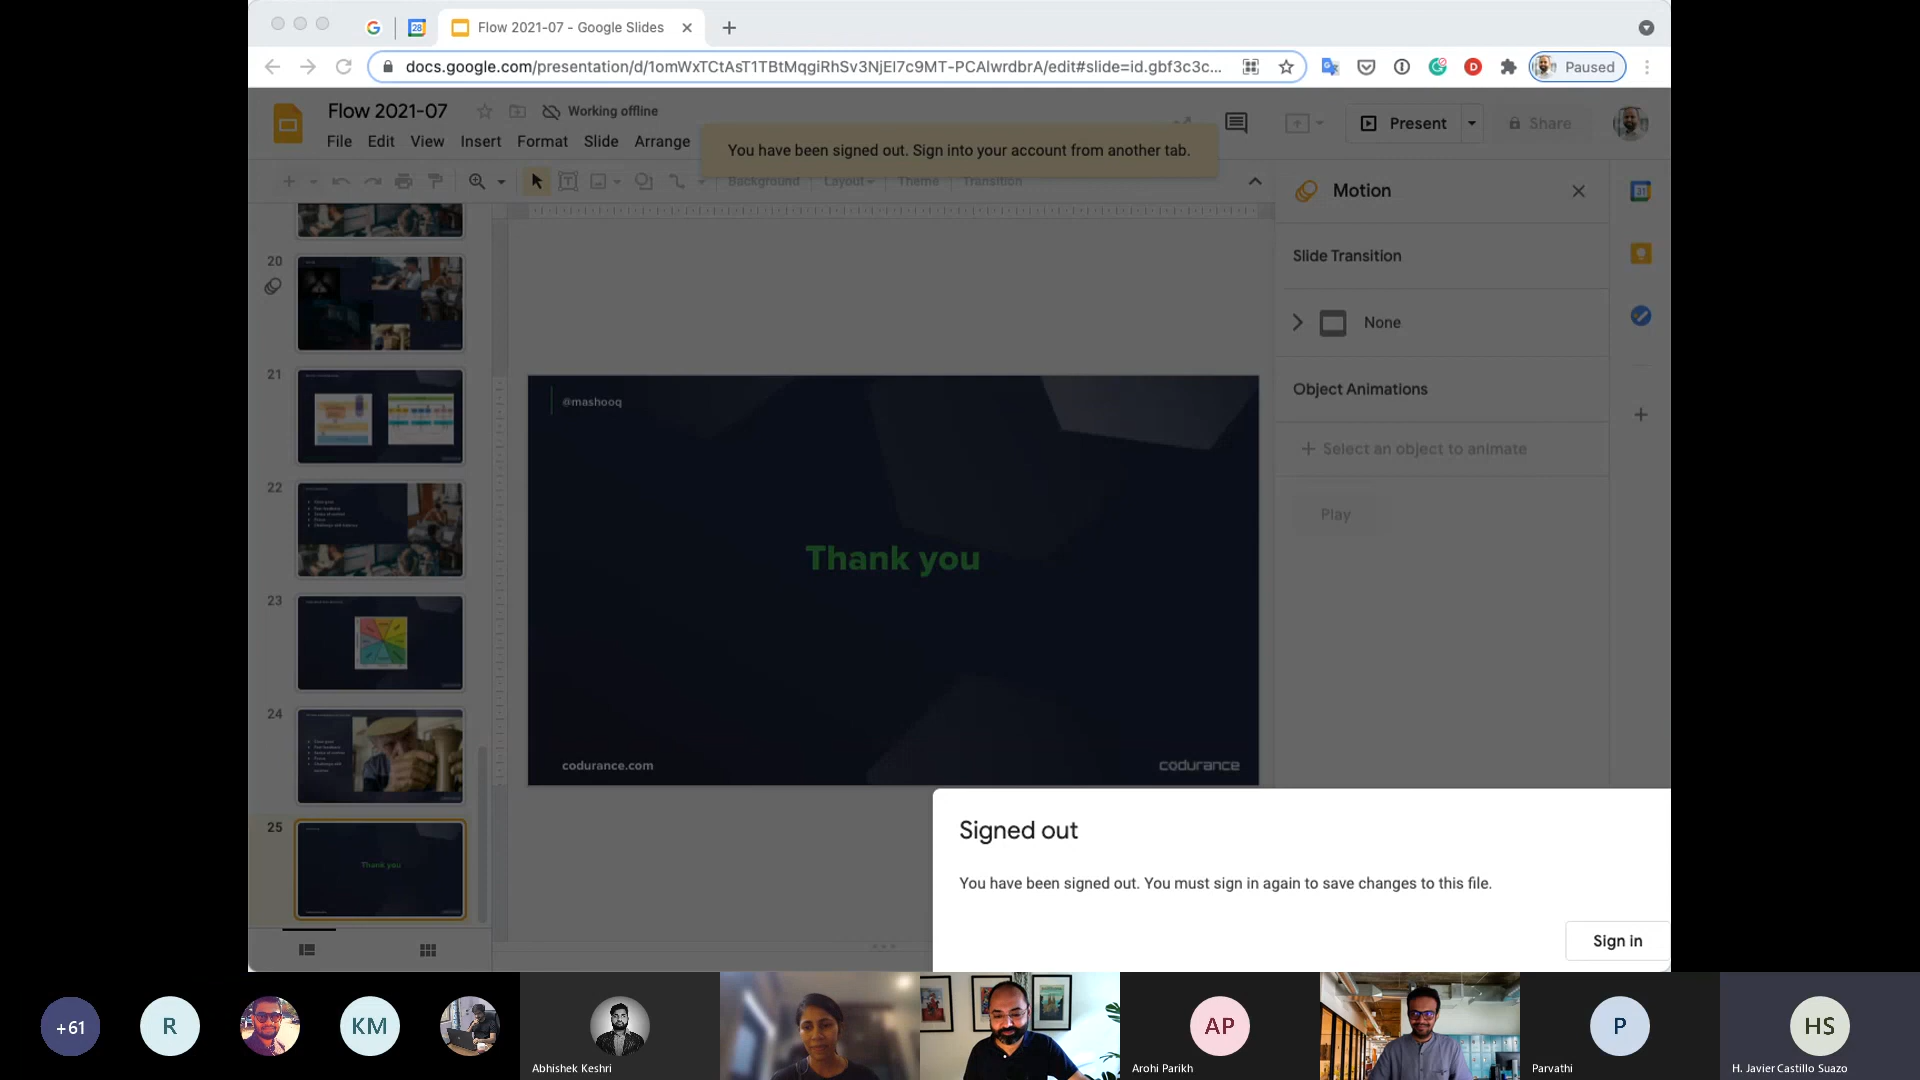 Flow 2021-07 - Google Slides
docs.google.com/presentation/d/1omWxTCtAsT1TBtMqgiRhSv3NjEl7c9MT-PCAlwrdbrA/edit#slide=id.gbf3c3c...
Paused
Flow 2021-07
Working offline
File Edit View Insert Format Slide Arrange
Present
Share
You have been signed out. Sign into your account from another tab.
Background Layout Theme Transition
Motion
Slide Transition
None
Object Animations
Select an object to animate
Play
20
21
22
23
24
25
Thank you
@mashooq
Thank you
codurance.com
codurance
Signed out
You have been signed out. You must sign in again to save changes to this file.
Sign in
+61
R
KM
Abhishek Keshri
AP
Arohi Parikh
P
Parvathi
HS
H. Javier Castillo Suazo